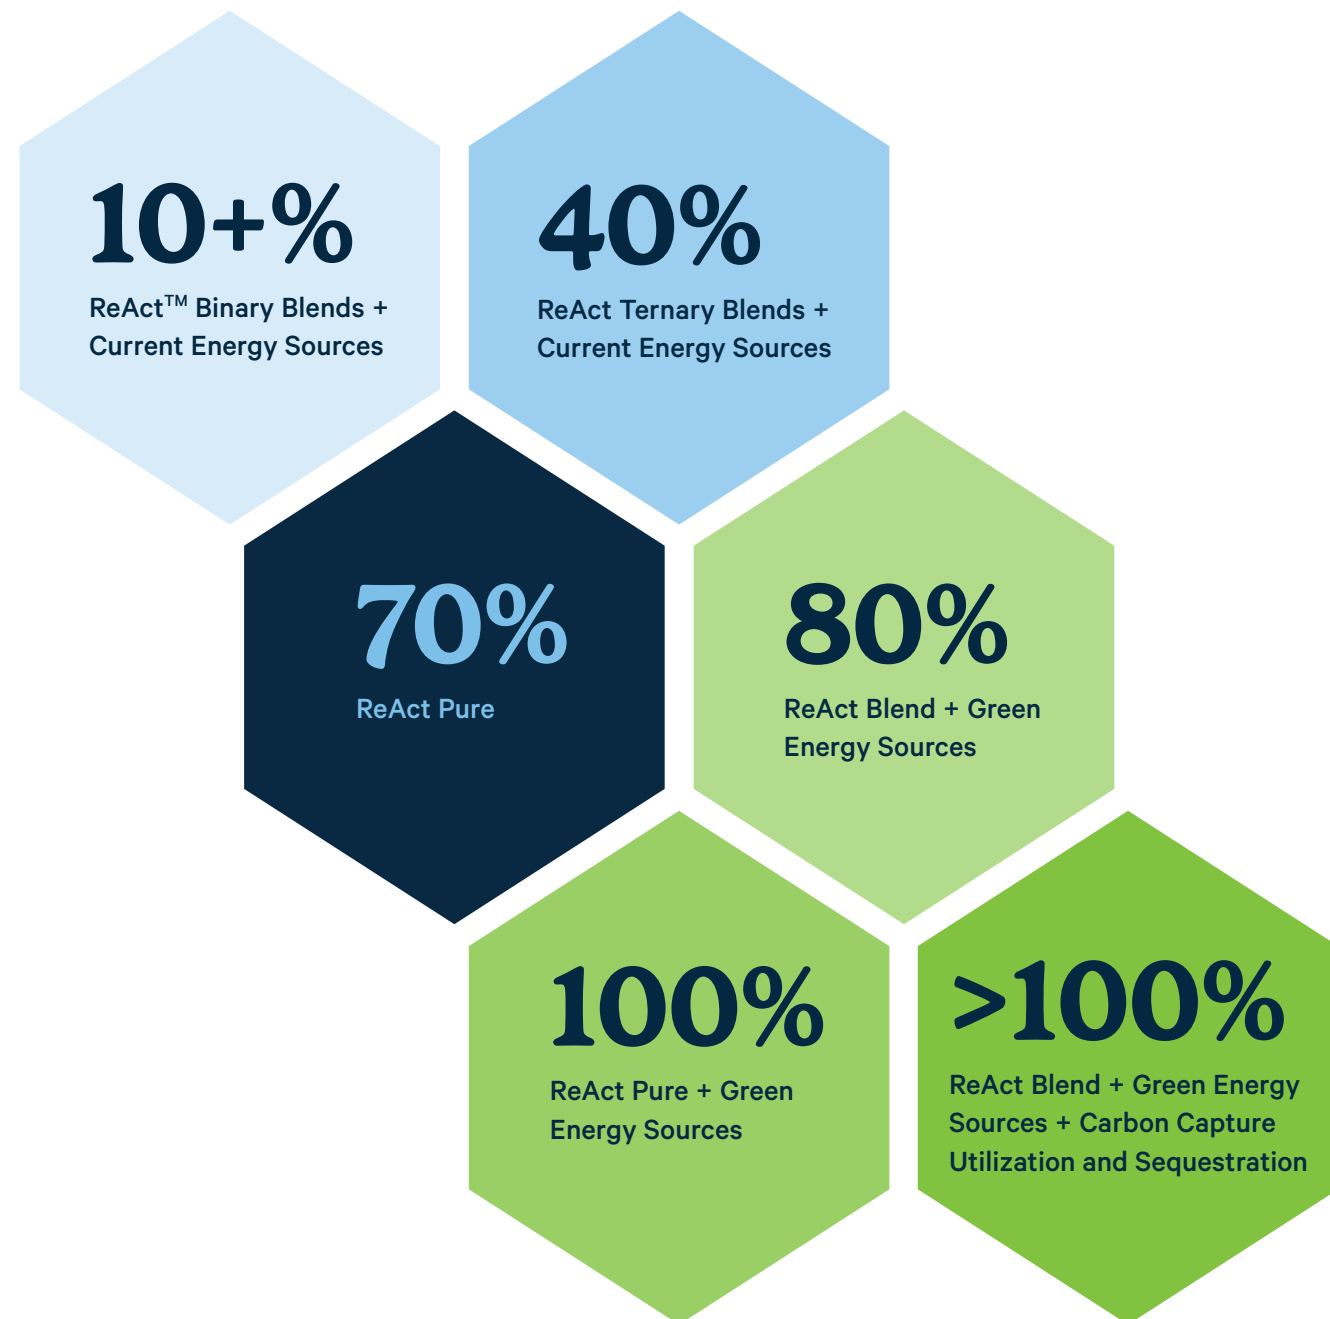 10+%
ReAct™ Binary Blends +
Current Energy Sources
40%
ReAct Ternary Blends +
Current Energy Sources
70%
ReAct Pure
80%
ReAct Blend + Green
Energy Sources
100%
ReAct Pure + Green
Energy Sources
>100%
ReAct Blend + Green Energy
Sources + Carbon Capture
Utilization and Sequestration